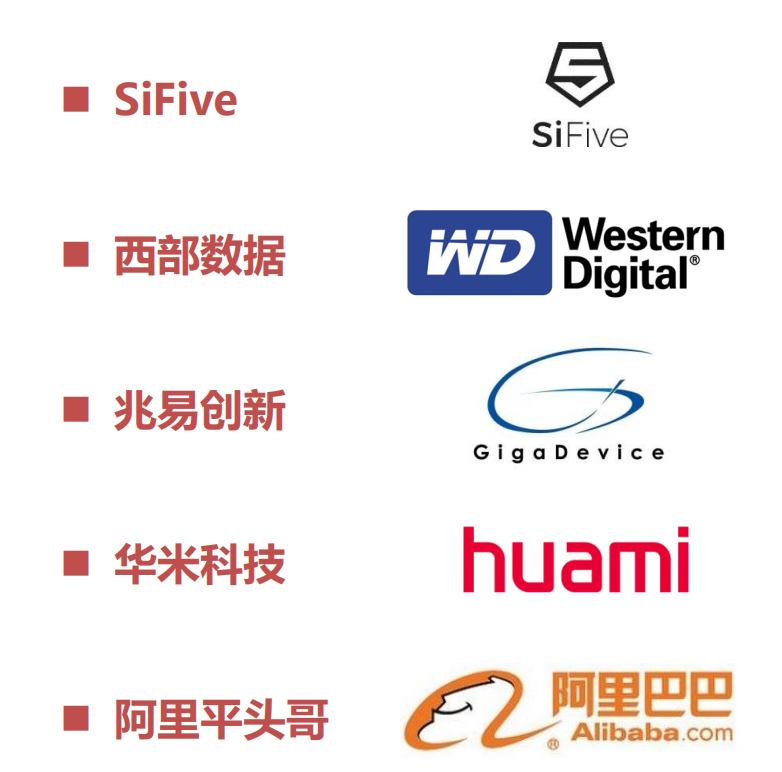 SiFive
SiFive
西部数据
WD Western Digital®
兆易创新
GigaDevice
华米科技
huami
阿里平头哥
阿里巴巴
®Alibaba.com